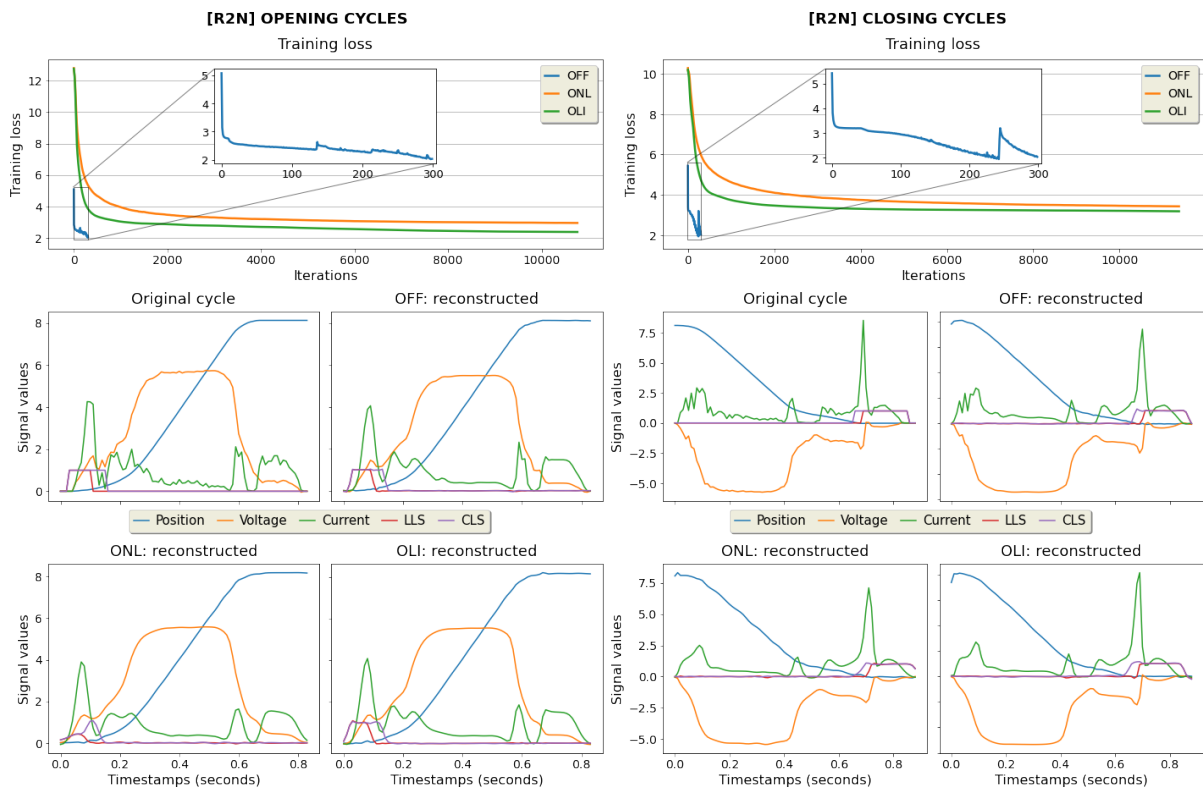 [R2N] OPENING CYCLES
Training loss
Training loss
12
10
8
6
4
2
5
4
3
2
0
100
200
300
OFF
ONL
OLI
0
2000
4000
6000
8000
10000
Iterations
Original cycle
OFF: reconstructed
Signal values
8
6
4
2
0
Position
Voltage
Current
LLS
CLS
ONL: reconstructed
OLI: reconstructed
Signal values
8
6
4
2
0
0.0
0.2
0.4
0.6
0.8
0.0
0.2
0.4
0.6
0.8
Timestamps (seconds)
Timestamps (seconds)
[R2N] CLOSING CYCLES
Training loss
Training loss
10
8
6
4
2
5
4
3
2
0
100
200
300
OFF
ONL
OLI
0
2000
4000
6000
8000
10000
Iterations
Original cycle
OFF: reconstructed
Signal values
7.5
5.0
2.5
0.0
−2.5
−5.0
Position
Voltage
Current
LLS
CLS
ONL: reconstructed
OLI: reconstructed
Signal values
7.5
5.0
2.5
0.0
−2.5
−5.0
0.0
0.2
0.4
0.6
0.8
0.0
0.2
0.4
0.6
0.8
Timestamps (seconds)
Timestamps (seconds)